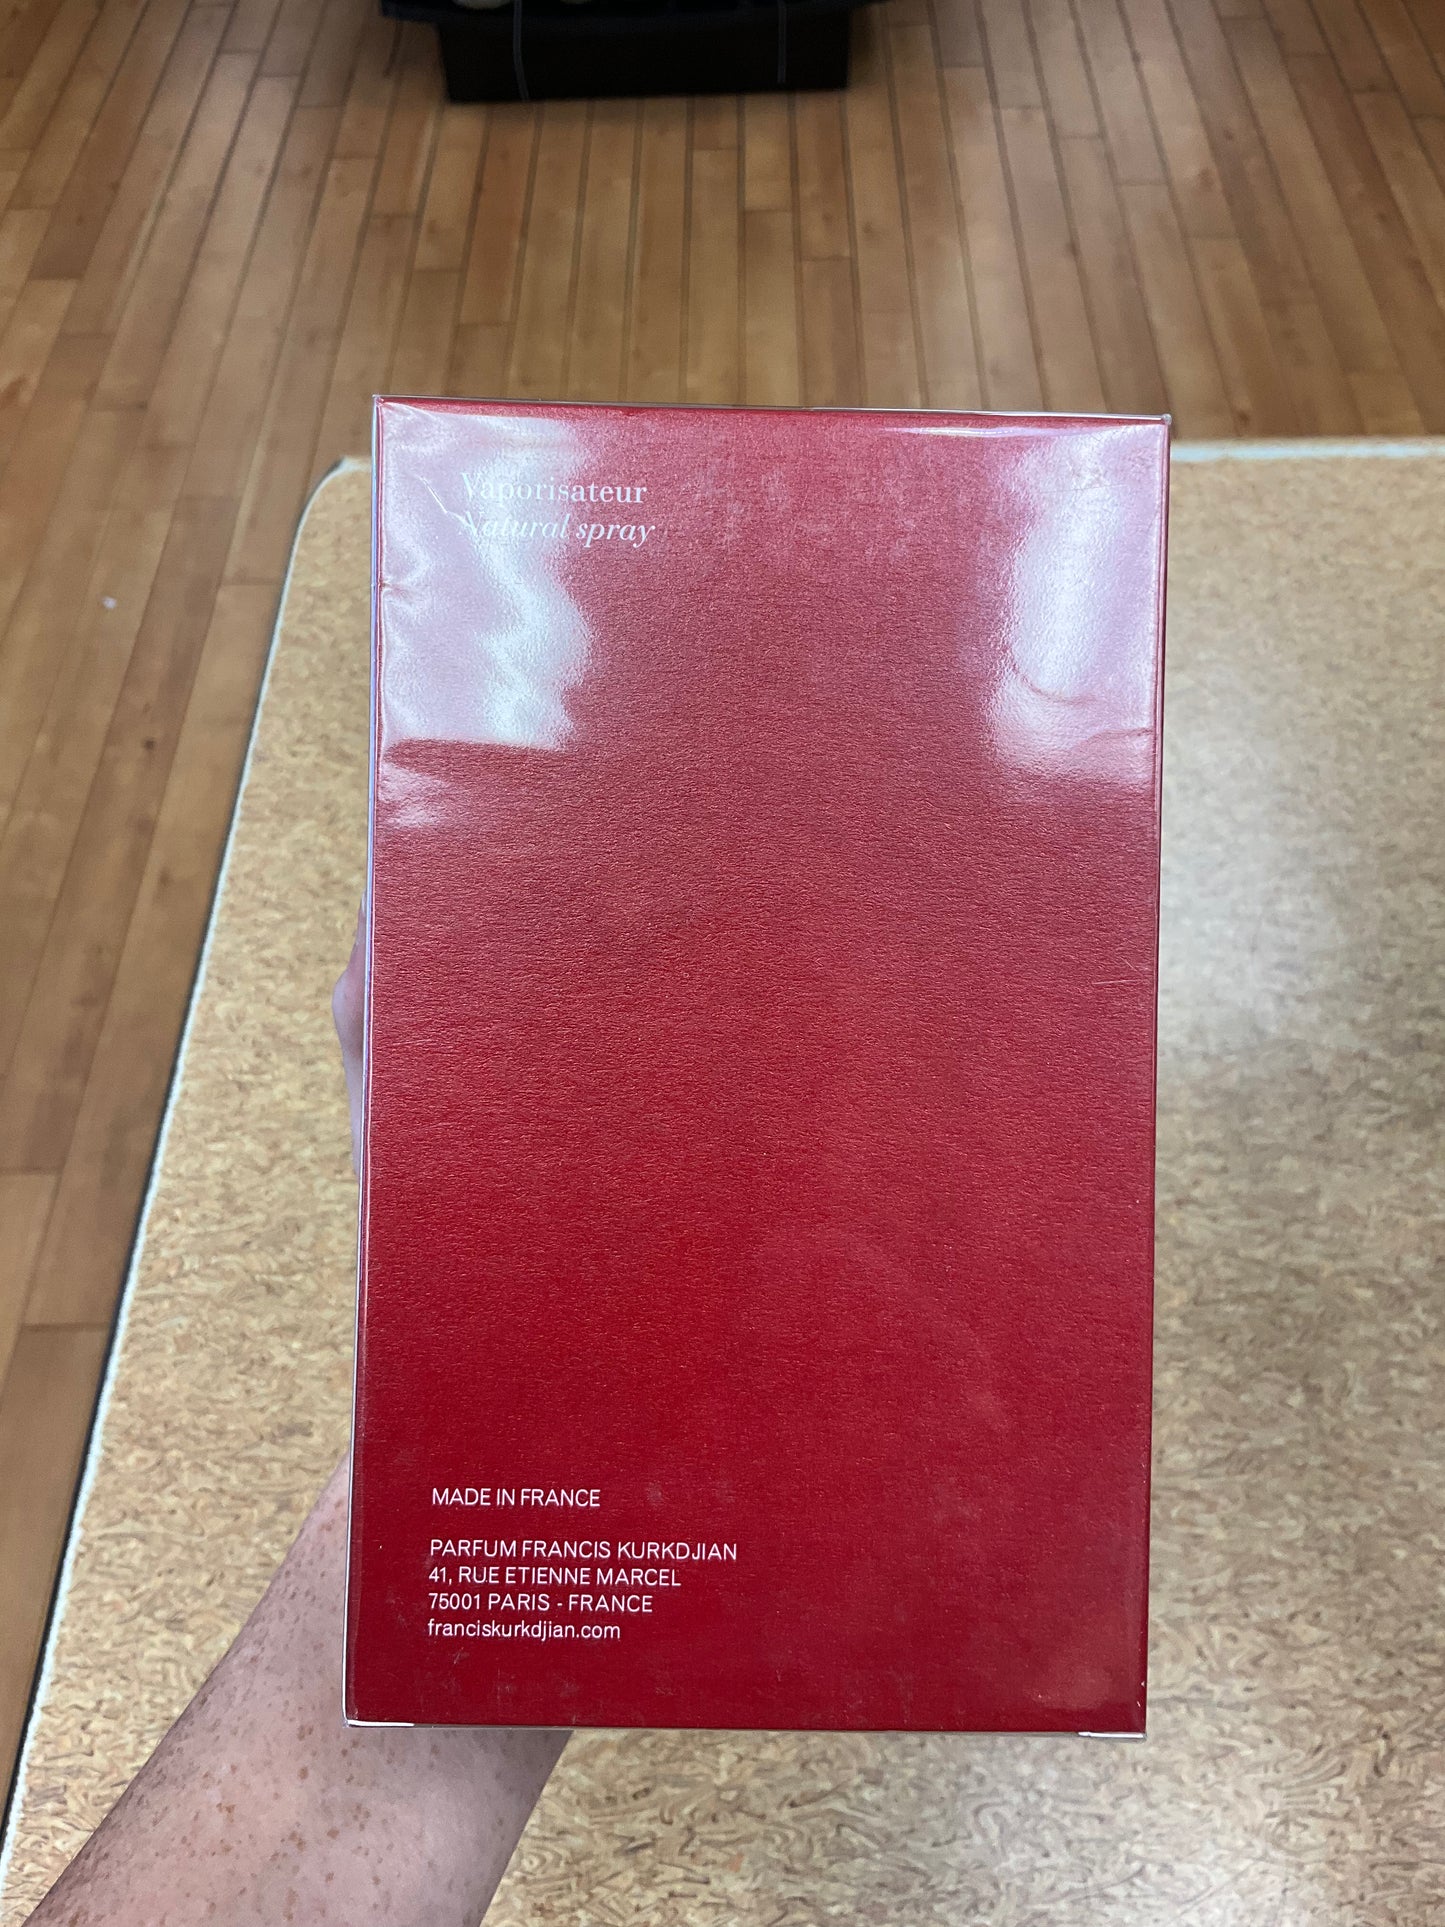 Vaporisateur
Natural spray
MADE IN FRANCE
PARFUM FRANCIS KURKDJIAN
41, RUE ETIENNE MARCEL
75001 PARIS - FRANCE
franciskurkdjian.com